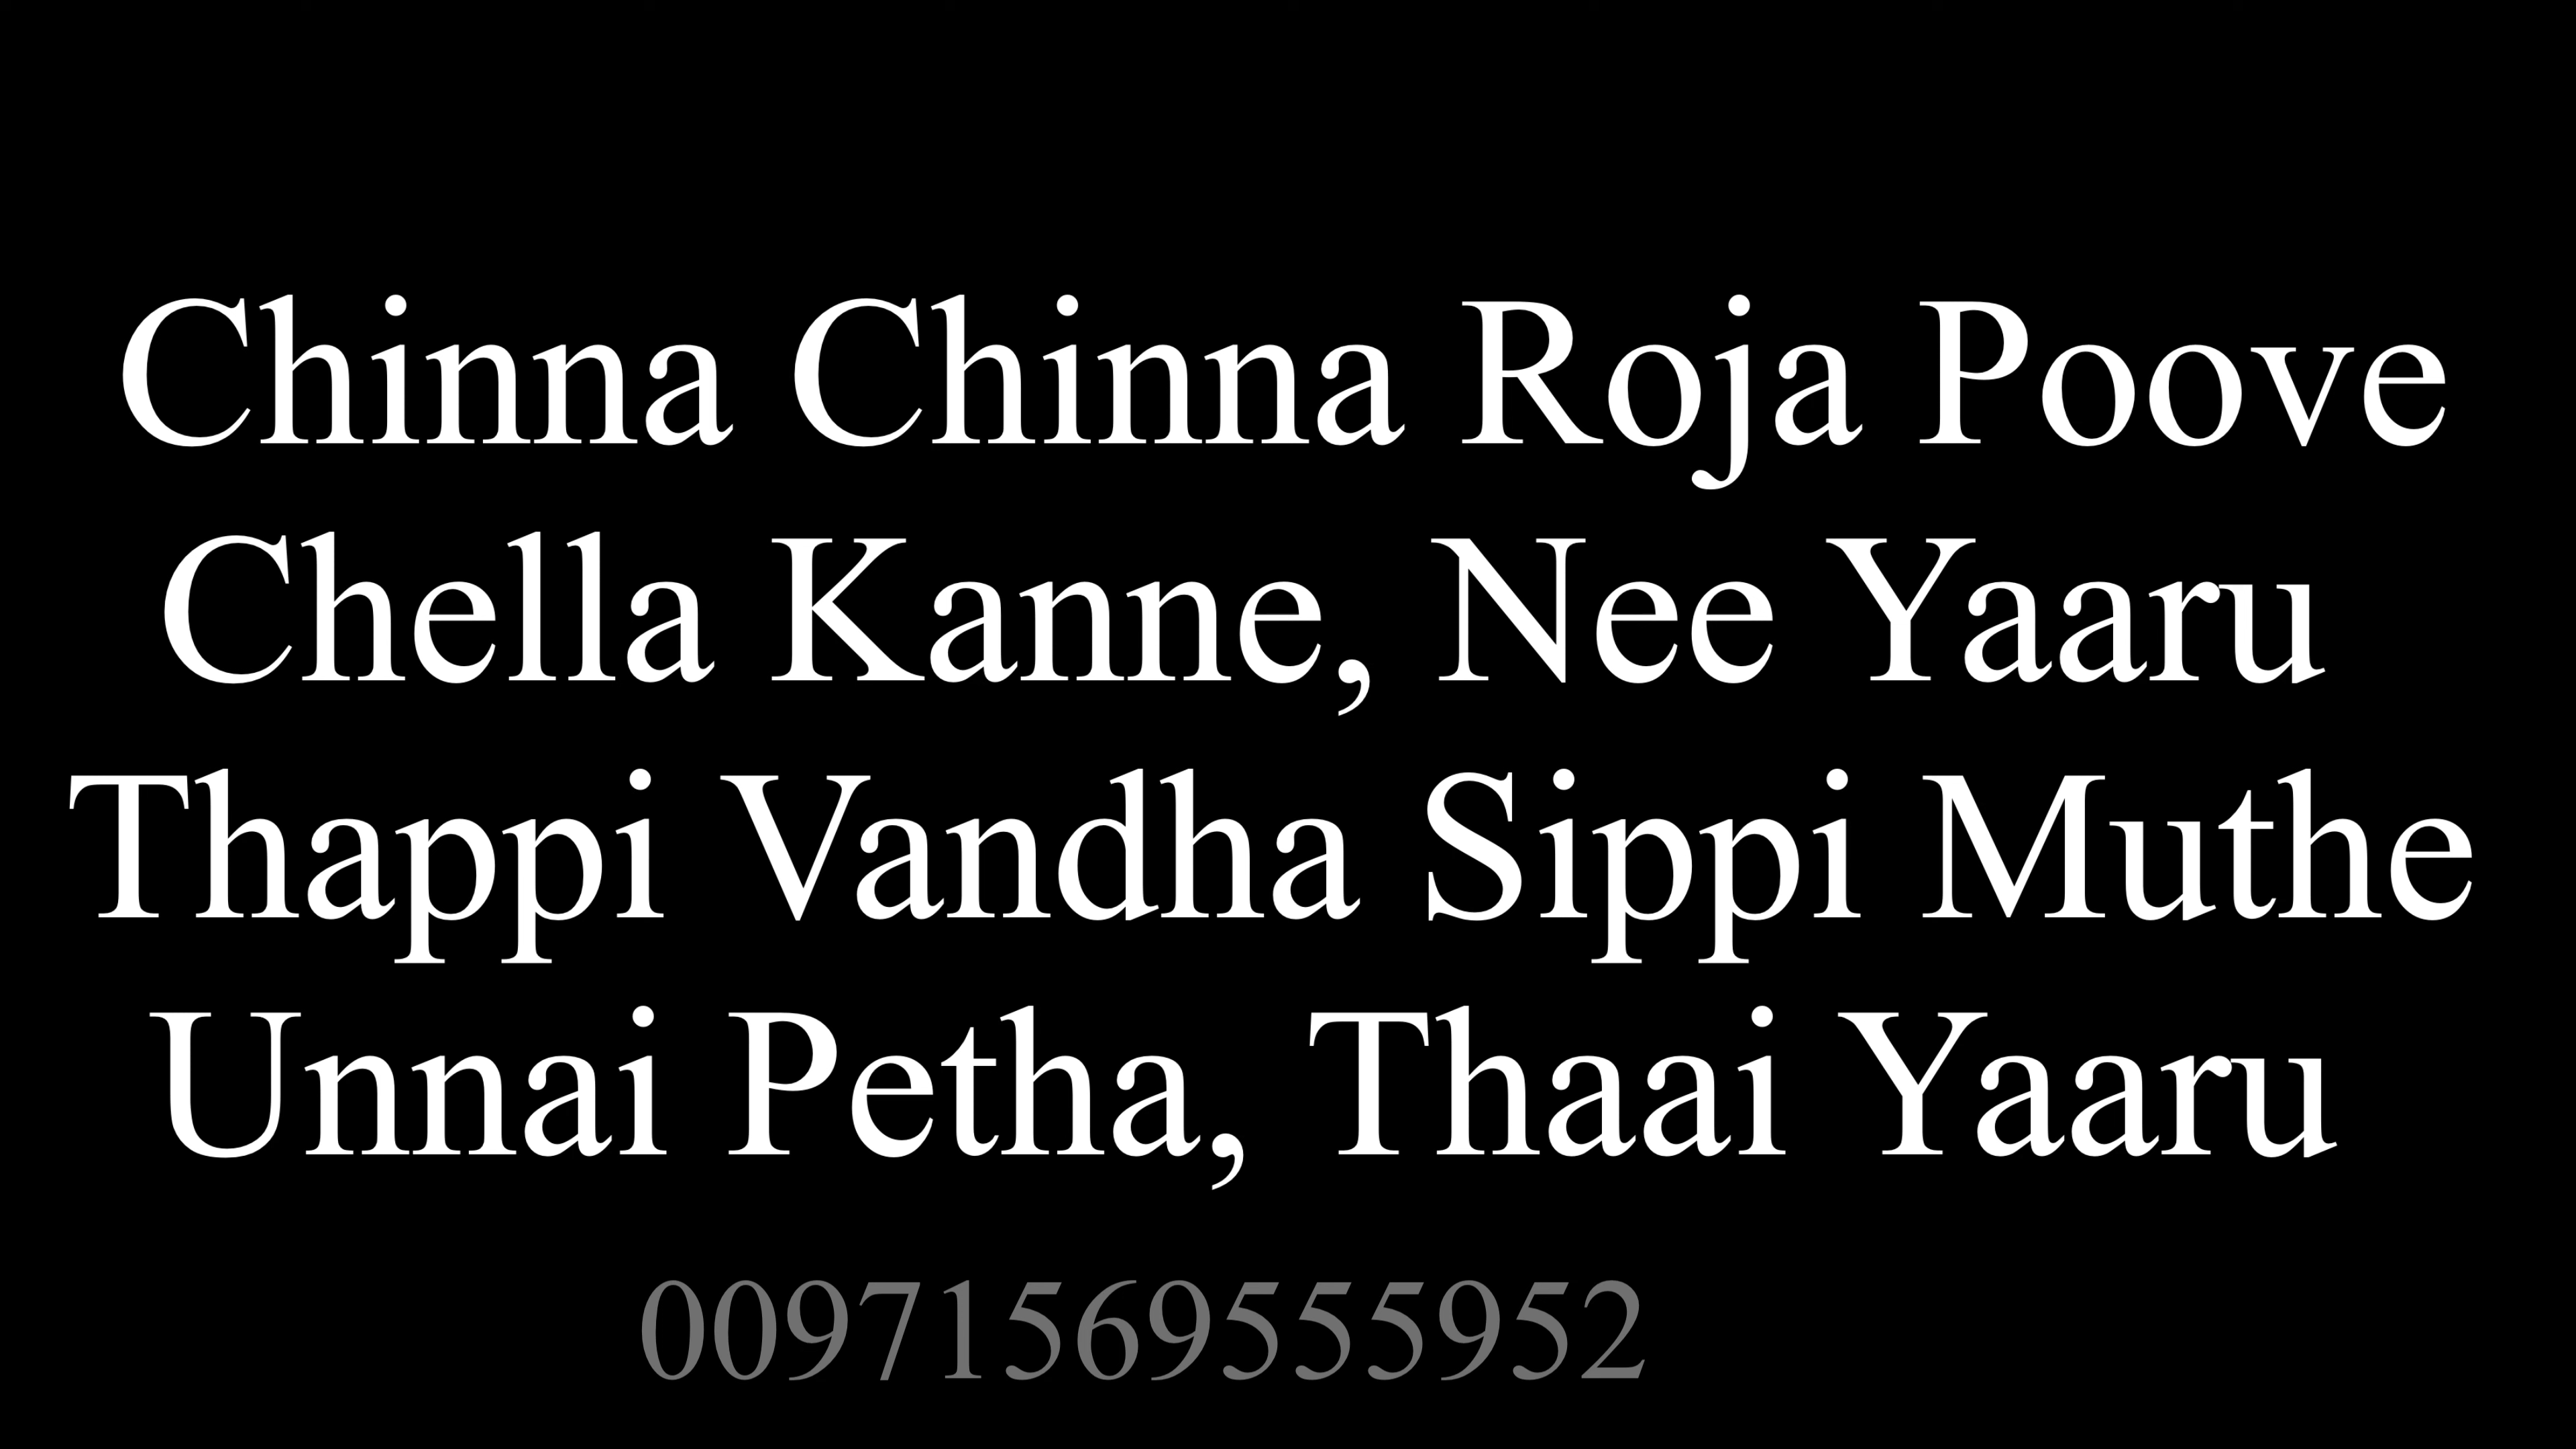 Chinna Chinna Roja Poove
Chella Kanne, Nee Yaaru
Thappi Vandha Sippi Muthe
Unnai Petha, Thaai Yaaru
00971569555952